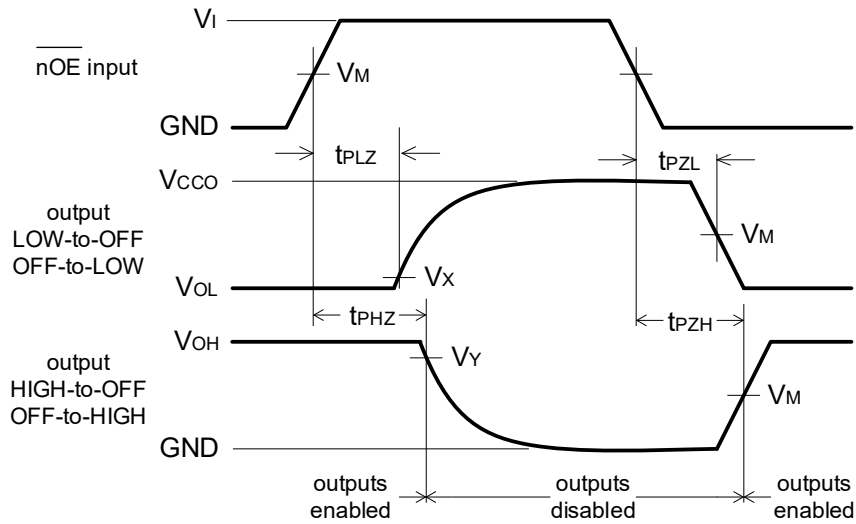 VI
nOE input
VM
GND
tPLZ
tPZL
VCCO
output
LOW-to-OFF
OFF-to-LOW
VM
VX
VOL
tPHZ
tPZH
VOH
output
HIGH-to-OFF
OFF-to-HIGH
VY
VM
GND
outputs
enabled
outputs
disabled
outputs
enabled